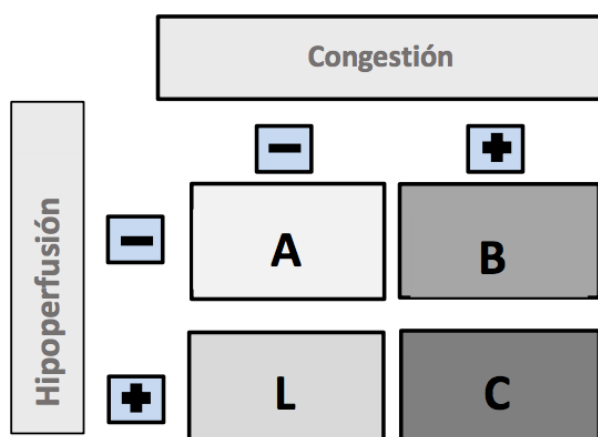 Congestión
− +
Hipoperfusión
− A B
+ L C